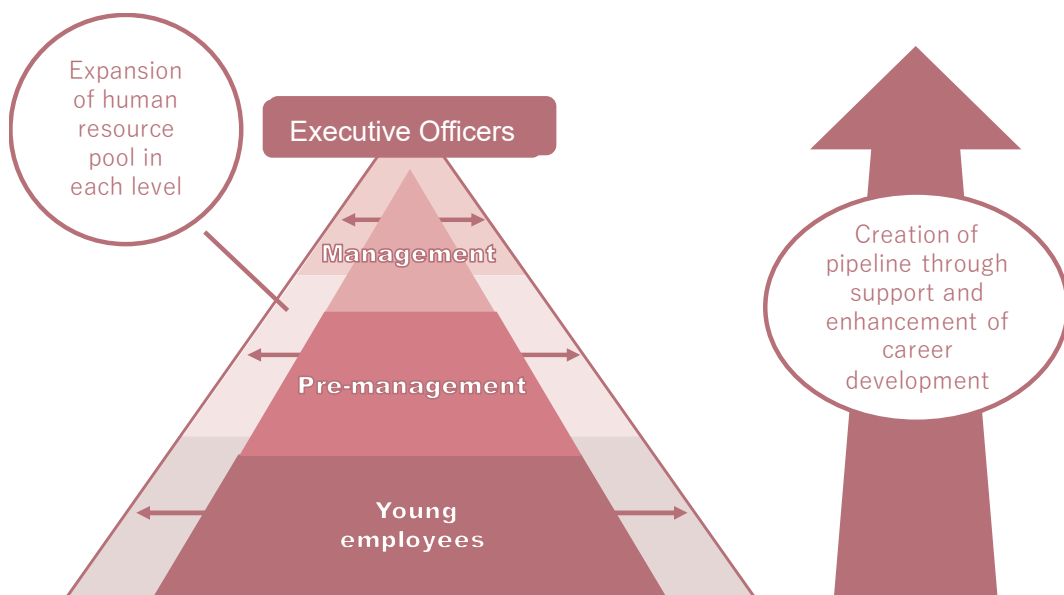 Expansion
of human
resource
pool in
each level
Executive Officers
Management
Pre-management
Young
employees
Creation of
pipeline through
support and
enhancement of
career
development